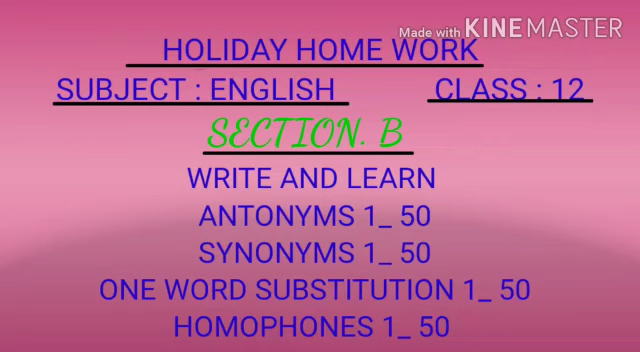 Made with KINEMASTER
HOLIDAY HOME WORK
SUBJECT : ENGLISH CLASS : 12
SECTION. B
WRITE AND LEARN
ANTONYMS 1_ 50
SYNONYMS 1_ 50
ONE WORD SUBSTITUTION 1_ 50
HOMOPHONES 1_ 50